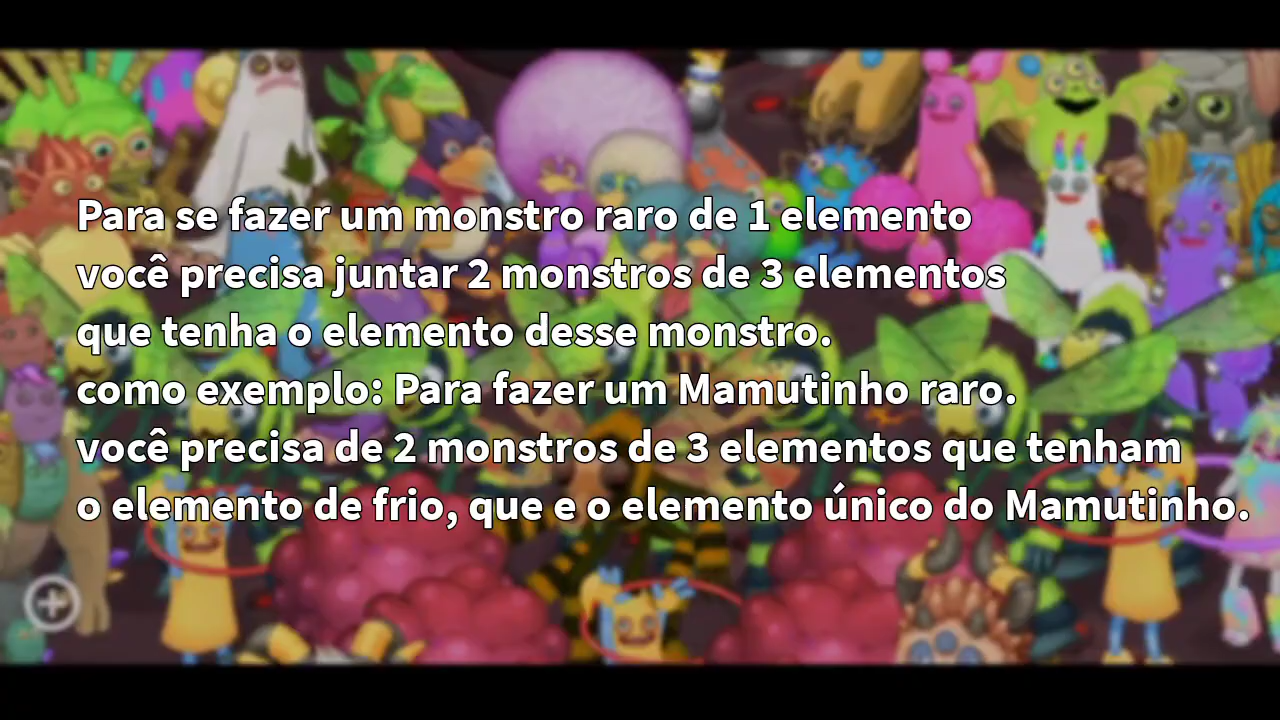 Para se fazer um monstro raro de 1 elemento
você precisa juntar 2 monstros de 3 elementos
que tenha o elemento desse monstro.
como exemplo: Para fazer um Mamutinho raro.
você precisa de 2 monstros de 3 elementos que tenham
o elemento de frio, que e o elemento único do Mamutinho.